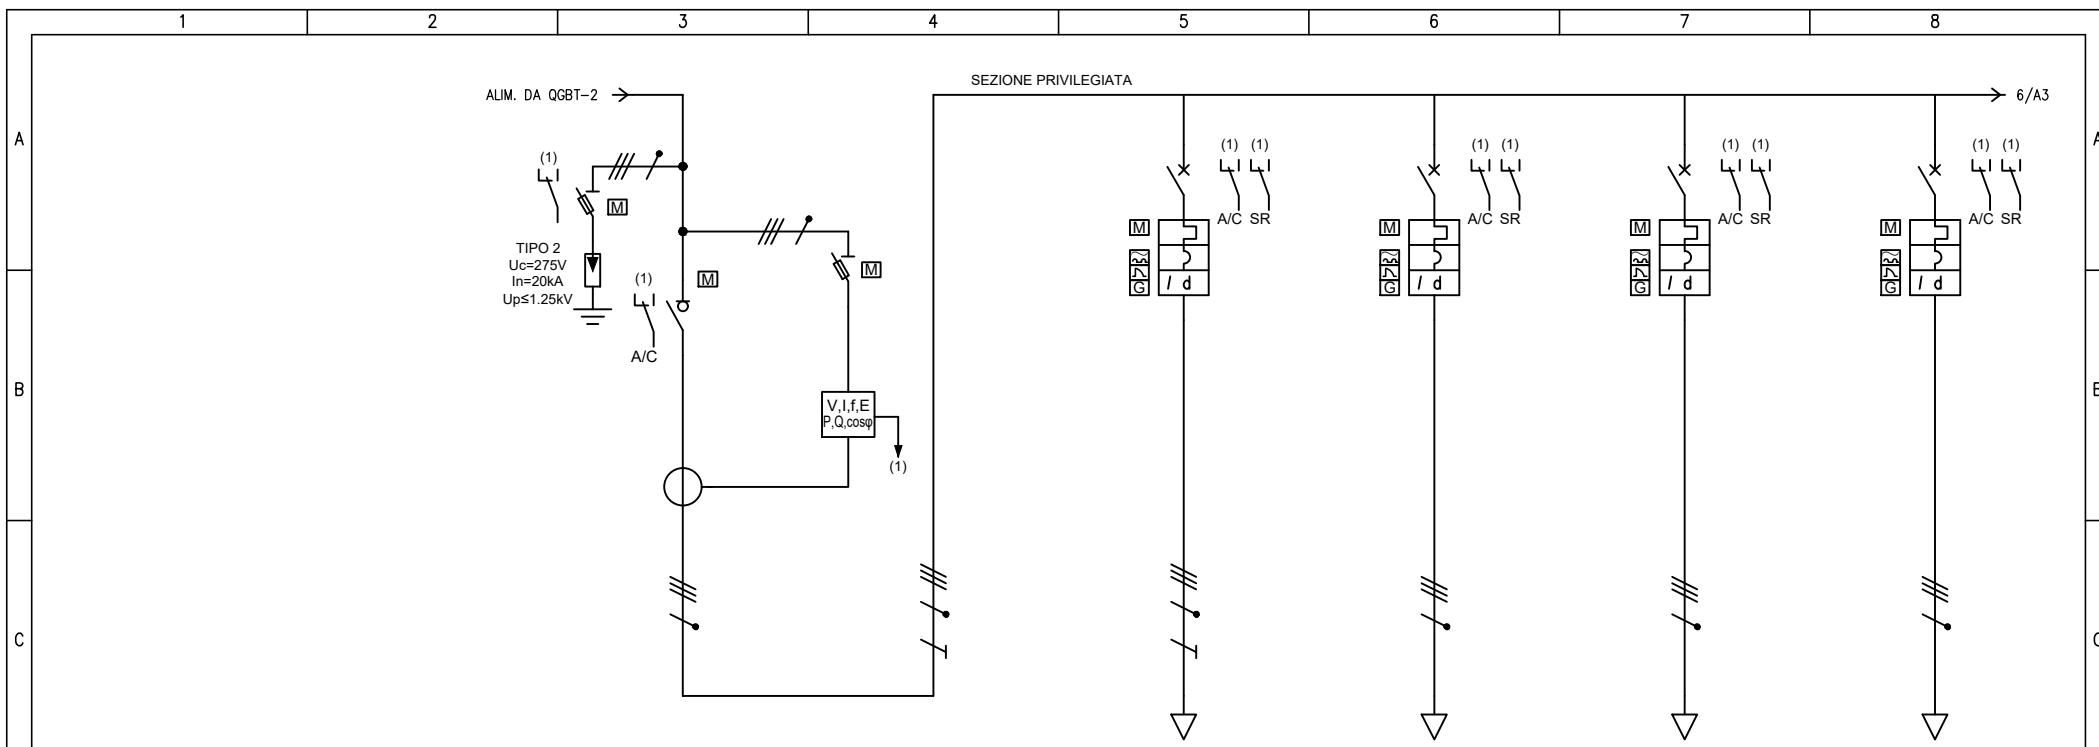 1 2 3 4 5 6 7 8
SEZIONE PRIVILEGIATA
ALIM. DA QGBT-2
6/A3
A A
(1)
(1) (1) (1) (1) (1) (1) (1) (1)
M
A/C SR A/C SR A/C SR A/C SR
M M M M
TIPO 2
Uc=275V
In=20kA
Up≤1.25kV
(1)
M
M
I d I d I d I d
G G G G
A/C
B B
V,I,f,E
P,Q,cosφ
(1)
C C